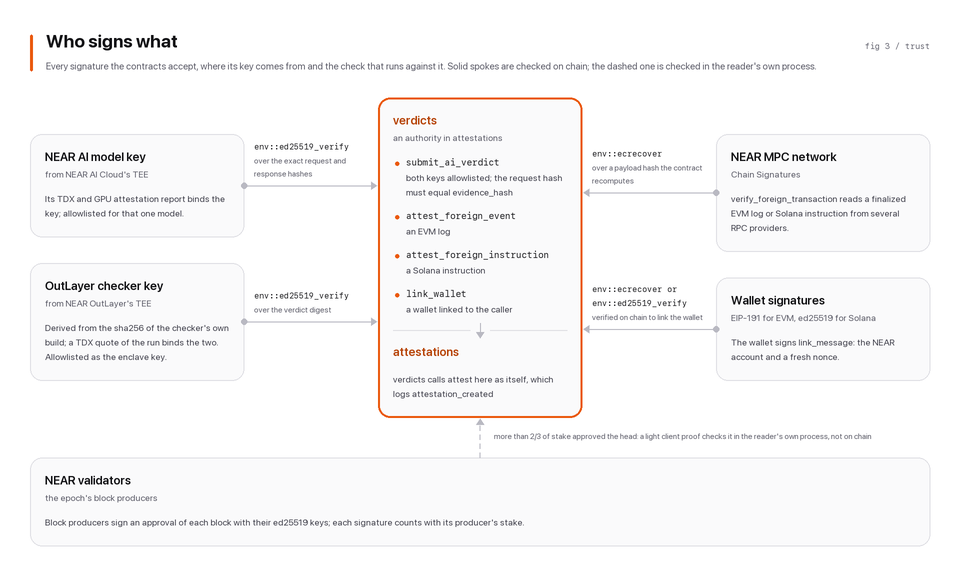 Who signs what
fig 3 / trust
Every signature the contracts accept, where its key comes from and the check that runs against it. Solid spokes are checked on chain; the dashed one is checked in the reader's own process.
NEAR AI model key
from NEAR AI Cloud's TEE
Its TDX and GPU attestation report binds the
key; allowlisted for that one model.
env::ed25519_verify
over the exact request and
response hashes
OutLayer checker key
from NEAR OutLayer's TEE
Derived from the sha256 of the checker's own
build; a TDX quote of the run binds the two.
Allowlisted as the enclave key.
env::ed25519_verify
over the verdict digest
verdicts
an authority in attestations
submit_ai_verdict
both keys allowlisted; the request hash
must equal evidence_hash
attest_foreign_event
an EVM log
attest_foreign_instruction
a Solana instruction
link_wallet
a wallet linked to the caller
attestations
verdicts calls attest here as itself, which
logs attestation_created
env::ecrecover
over a payload hash the contract
recomputes
NEAR MPC network
Chain Signatures
verify_foreign_transaction reads a finalized
EVM log or Solana instruction from several
RPC providers.
env::ecrecover or
env::ed25519_verify
verified on chain to link the wallet
Wallet signatures
EIP-191 for EVM, ed25519 for Solana
The wallet signs link_message: the NEAR
account and a fresh nonce.
more than 2/3 of stake approved the head: a light client proof checks it in the reader's own process, not on chain
NEAR validators
the epoch's block producers
Block producers sign an approval of each block with their ed25519 keys; each signature counts with its producer's stake.